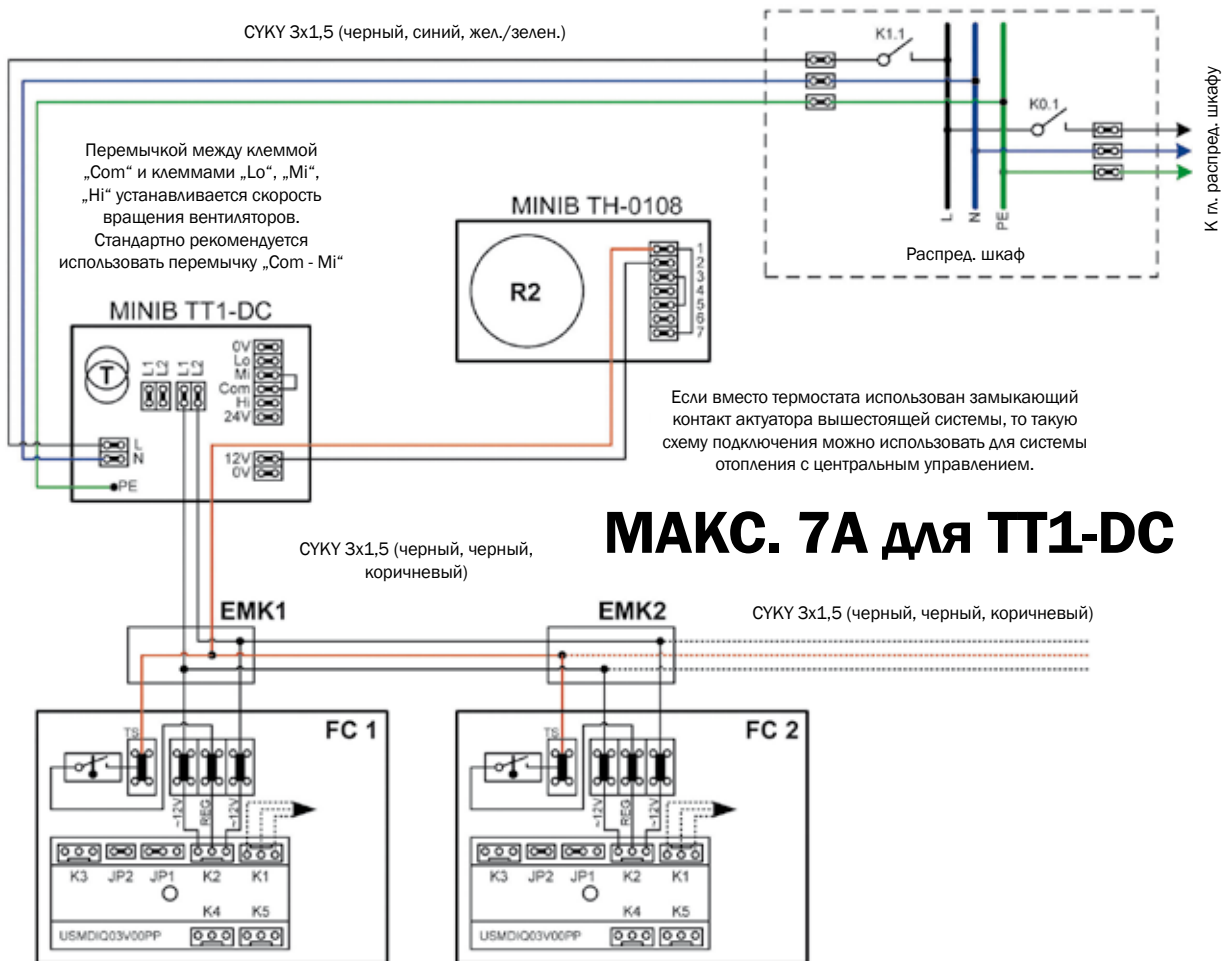 CYKY 3x1,5 (черный, синий, жел./зелен.)
K1.1
K0.1
К гл. распред. шкафу
L
N
PE
Распред. шкаф
Перемычкой между клеммой
„Com“ и клеммами „Lo“, „Mi“,
„Hi“ устанавливается скорость
вращения вентиляторов.
Стандартно рекомендуется
использовать перемычку „Com - Mi“
MINIB TH-0108
R2
1
2
3
4
5
6
7
MINIB TT1-DC
T
L1
L2
L1
L2
0V
Lo
Mi
Com
Hi
24V
L
N
PE
12V
0V
Если вместо термостата использован замыкающий
контакт актуатора вышестоящей системы, то такую
схему подключения можно использовать для системы
отопления с центральным управлением.
МАКС. 7А для TT1-DC
CYKY 3x1,5 (черный, черный,
коричневый)
EMK1
EMK2
CYKY 3x1,5 (черный, черный, коричневый)
FC 1
TS
~12V
REG
~12V
K3 JP2 JP1 K2 K1
K4 K5
USMDIQ03V00PP
FC 2
TS
~12V
REG
~12V
K3 JP2 JP1 K2 K1
K4 K5
USMDIQ03V00PP